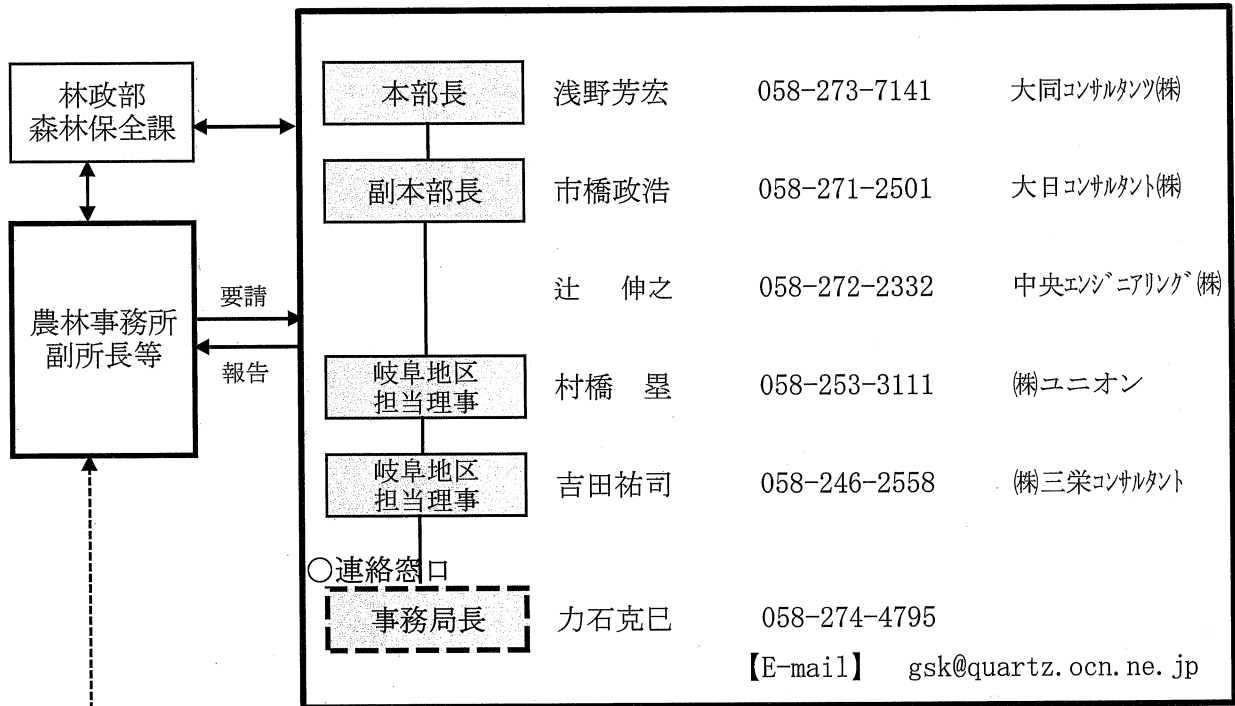 林政部
森林保全課
農林事務所
副所長等
要請
報告
本部長 浅野芳宏 058-273-7141 大同コンサルタンツ㈱
副本部長 市橋政浩 058-271-2501 大日コンサルタント㈱
辻 伸之 058-272-2332 中央エンジニアリング㈱
岐阜地区
担当理事 村橋 塁 058-253-3111 ㈱ユニオン
岐阜地区
担当理事 吉田祐司 058-246-2558 ㈱三栄コンサルタント
○連絡窓口
事務局長 力石克巳 058-274-4795
【E-mail】 gsk@quartz.ocn.ne.jp